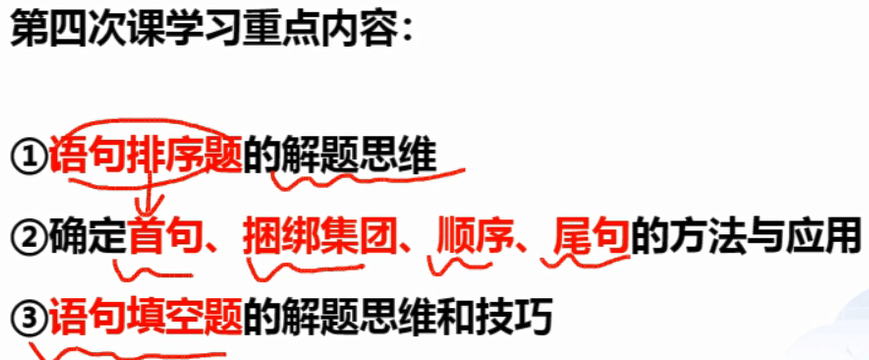 第四次课学习重点内容：
①语句排序题的解题思维
②确定首句、捆绑集团、顺序、尾句的方法与应用
③语句填空题的解题思维和技巧